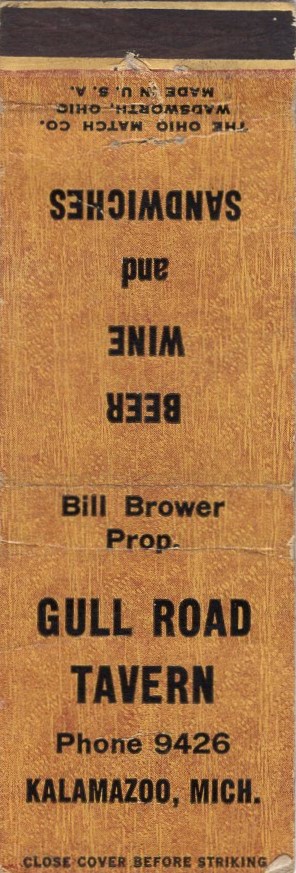 THE OHIO MATCH CO.
WADSWORTH, OHIO
MADE IN U. S. A.
BEER
WINE
and
SANDWICHES
Bill Brower
Prop.
GULL ROAD
TAVERN
Phone 9426
KALAMAZOO, MICH.
CLOSE COVER BEFORE STRIKING